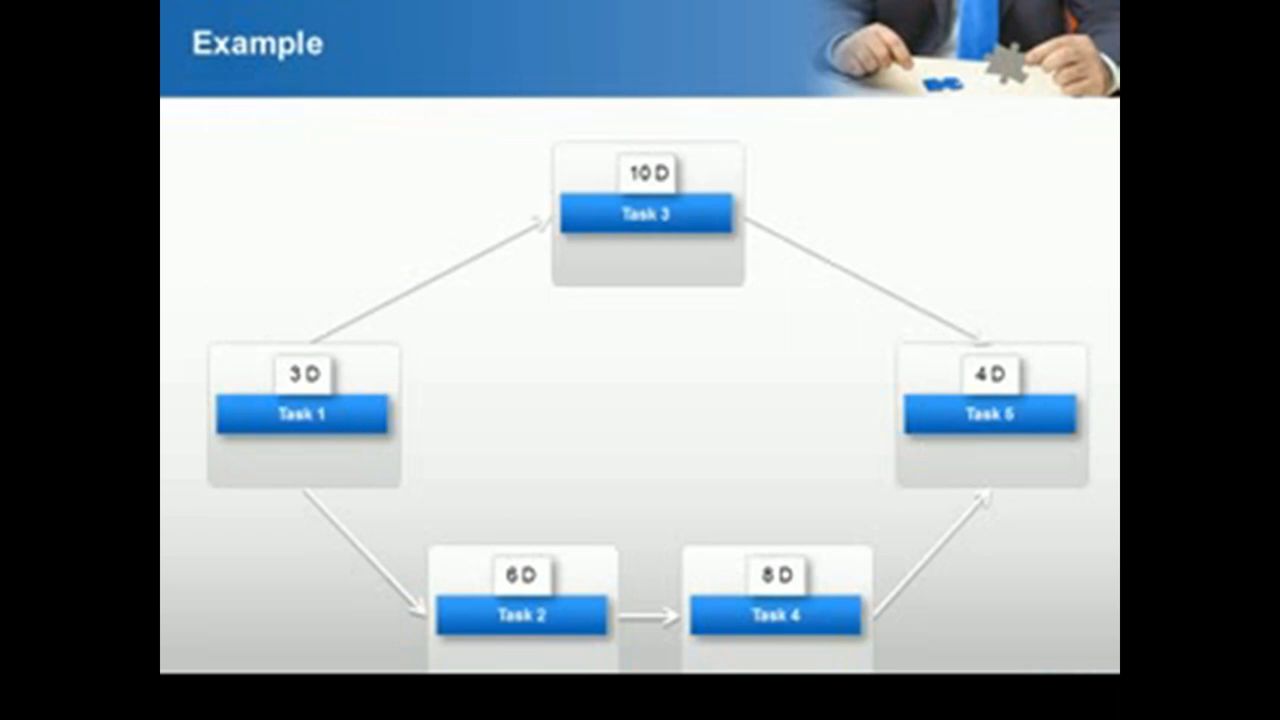 Example
10 D
Task 3
3 D
Task 1
4 D
Task 5
6 D
Task 2
8 D
Task 4